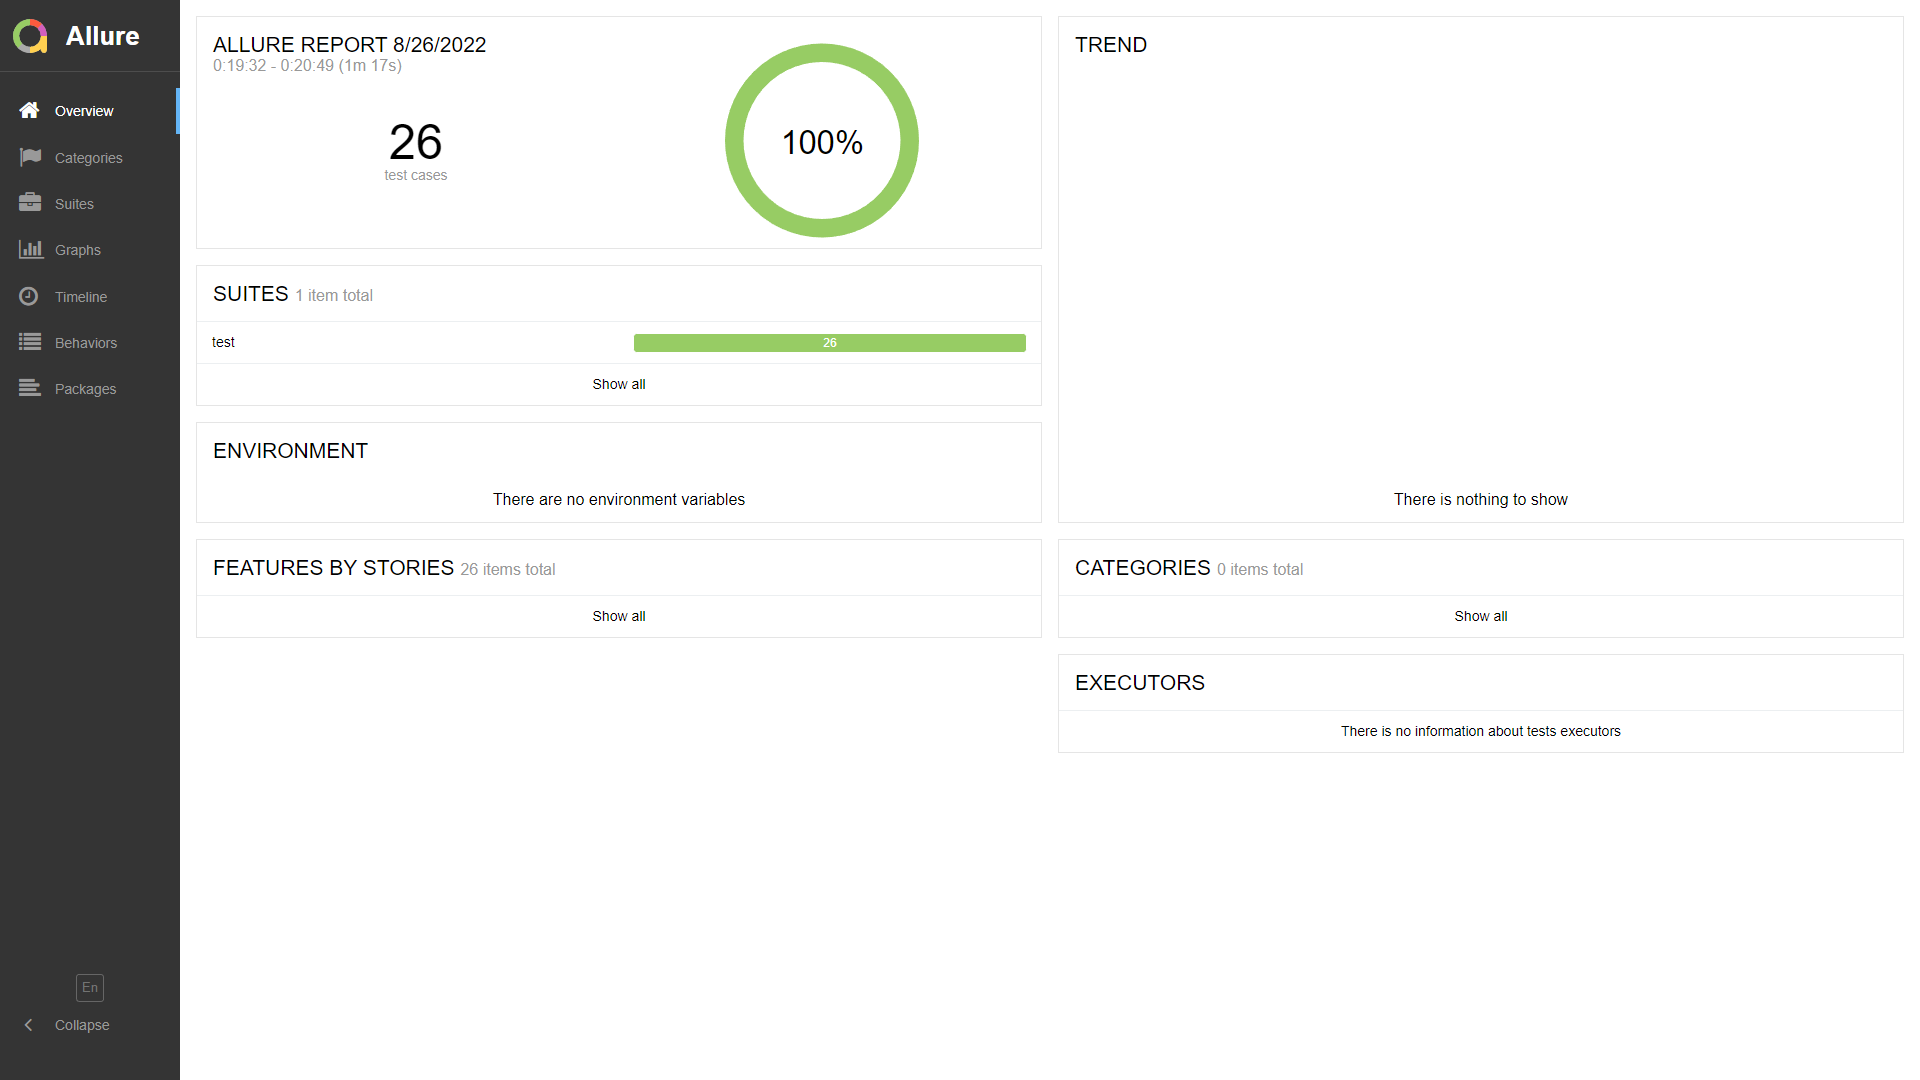 Allure
Overview
Categories
Suites
Graphs
Timeline
Behaviors
Packages
En
Collapse
ALLURE REPORT 8/26/2022
0:19:32 - 0:20:49 (1m 17s)
26
test cases
100%
SUITES 1 item total
test 26
Show all
ENVIRONMENT
There are no environment variables
FEATURES BY STORIES 26 items total
Show all
TREND
There is nothing to show
CATEGORIES 0 items total
Show all
EXECUTORS
There is no information about tests executors